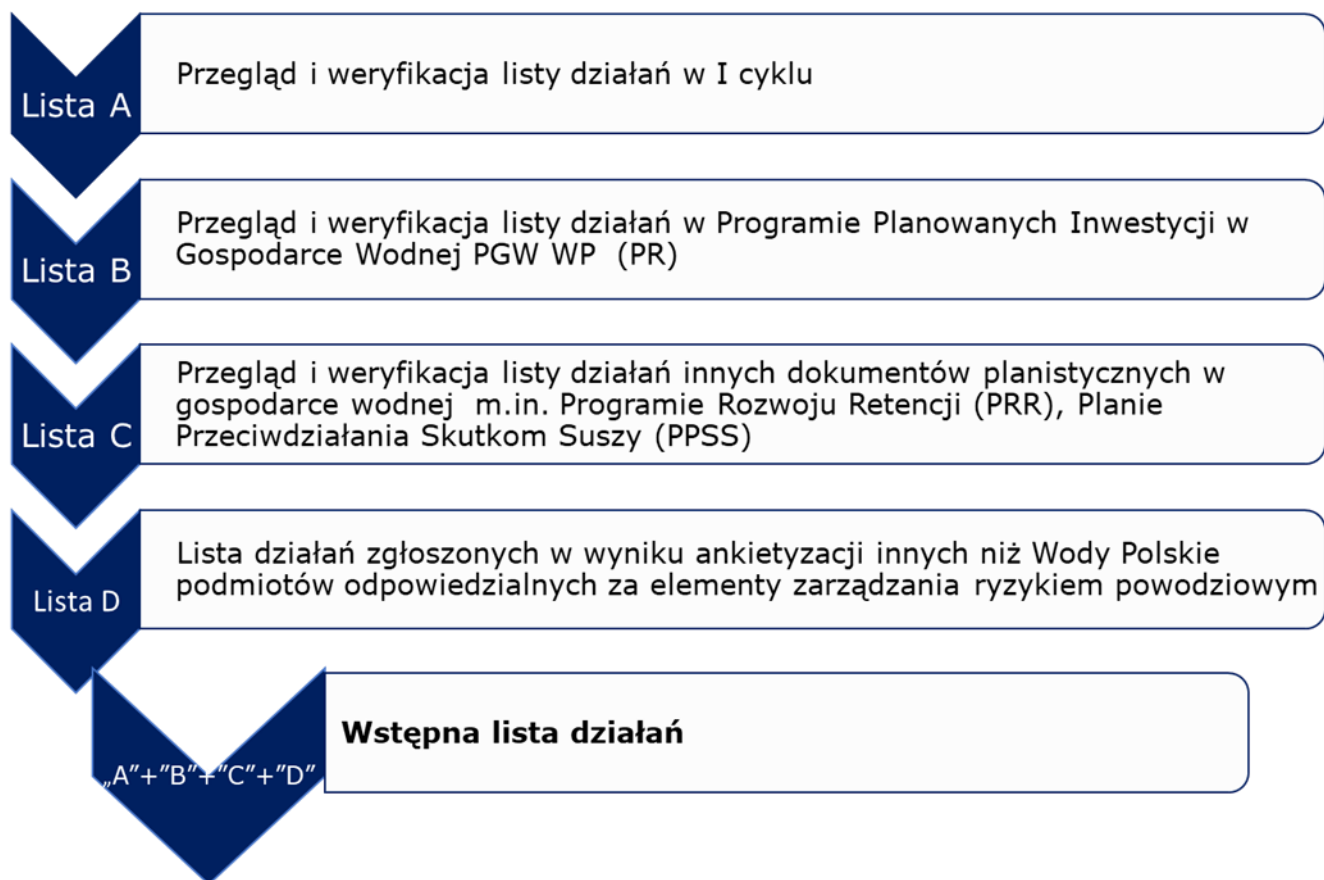 Lista A
Przegląd i weryfikacja listy działań w I cyklu
Lista B
Przegląd i weryfikacja listy działań w Programie Planowanych Inwestycji w
Gospodarce Wodnej PGW WP (PR)
Lista C
Przegląd i weryfikacja listy działań innych dokumentów planistycznych w
gospodarce wodnej m.in. Programie Rozwoju Retencji (PRR), Planie
Przeciwdziałania Skutkom Suszy (PPSS)
Lista D
Lista działań zgłoszonych w wyniku ankietyzacji innych niż Wody Polskie
podmiotów odpowiedzialnych za elementy zarządzania ryzykiem powodziowym
„A”+”B”+”C”+”D”
Wstępna lista działań